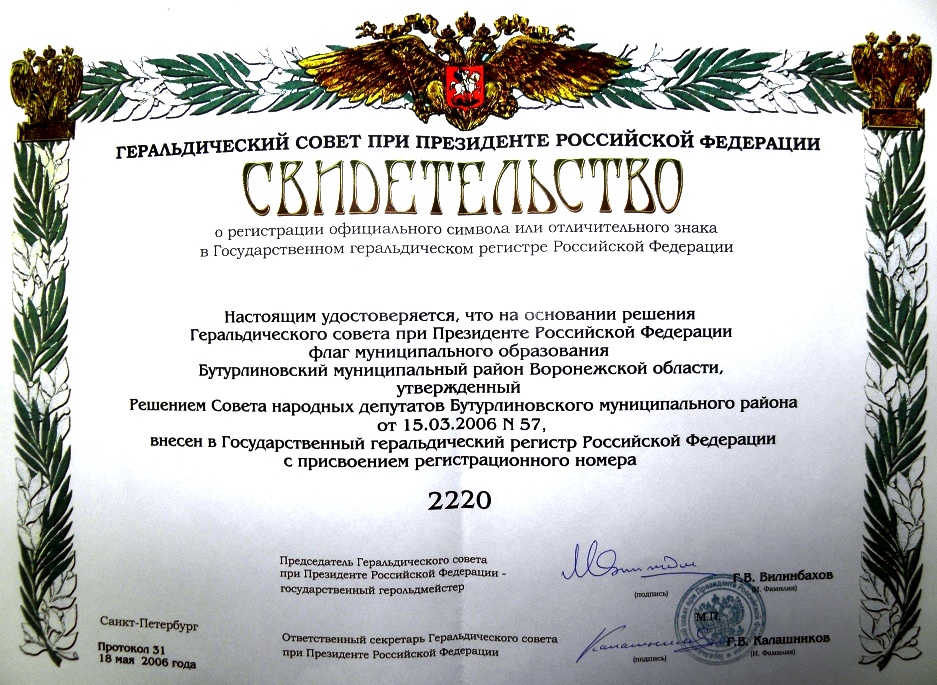 ГЕРАЛЬДИЧЕСКИЙ СОВЕТ ПРИ ПРЕЗИДЕНТЕ РОССИЙСКОЙ ФЕДЕРАЦИИ
СВИДЕТЕЛЬСТВО
о регистрации официального символа или отличительного знака
в Государственном геральдическом регистре Российской Федерации
Настоящим удостоверяется, что на основании решения
Геральдического совета при Президенте Российской Федерации
флаг муниципального образования
Бутурлиновский муниципальный район Воронежской области,
утвержденный
Решением Совета народных депутатов Бутурлиновского муниципального района
от 15.03.2006 N 57,
внесен в Государственный геральдический регистр Российской Федерации
с присвоением регистрационного номера
2220
Председатель Геральдического совета
при Президенте Российской Федерации -
государственный герольдмейстер
Г.В. Вилинбахов
(подпись)
(И. Фамилия)
М.П.
Санкт-Петербург
Протокол 31
18 мая 2006 года
Ответственный секретарь Геральдического совета
при Президенте Российской Федерации
Г.В. Калашников
(подпись)
(И. Фамилия)